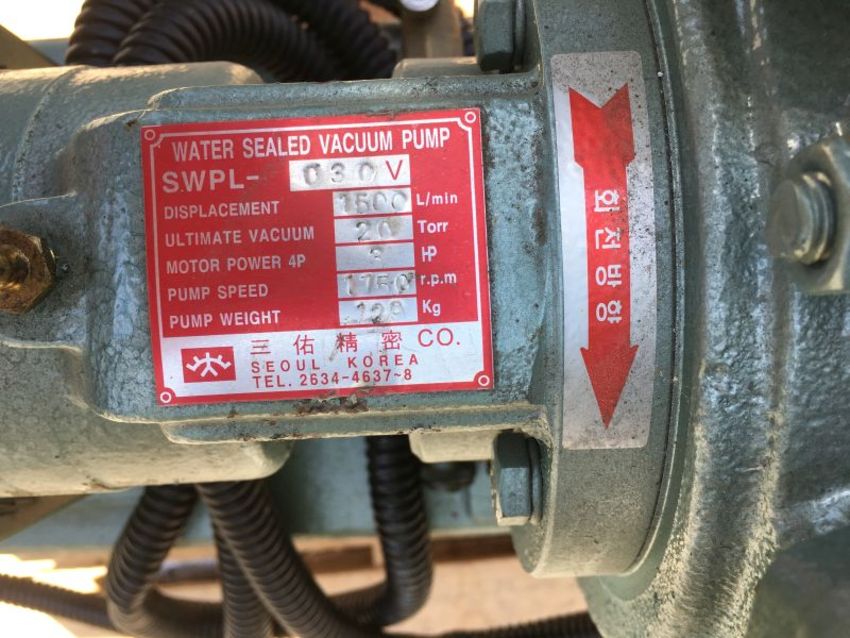 WATER SEALED VACUUM PUMP
SWPL- 030V
DISPLACEMENT 1500 L/min
ULTIMATE VACUUM 20 Torr
MOTOR POWER 4P 3 HP
PUMP SPEED 1750 r.p.m
PUMP WEIGHT 120 Kg
三佑精密 CO.
SEOUL, KOREA
TEL. 2634-4637~8
회전방향